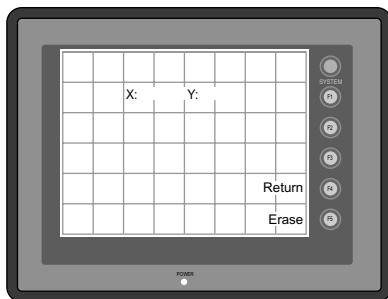 SYSTEM
X: Y:
F1
F2
F3
Return F4
Erase F5
POWER